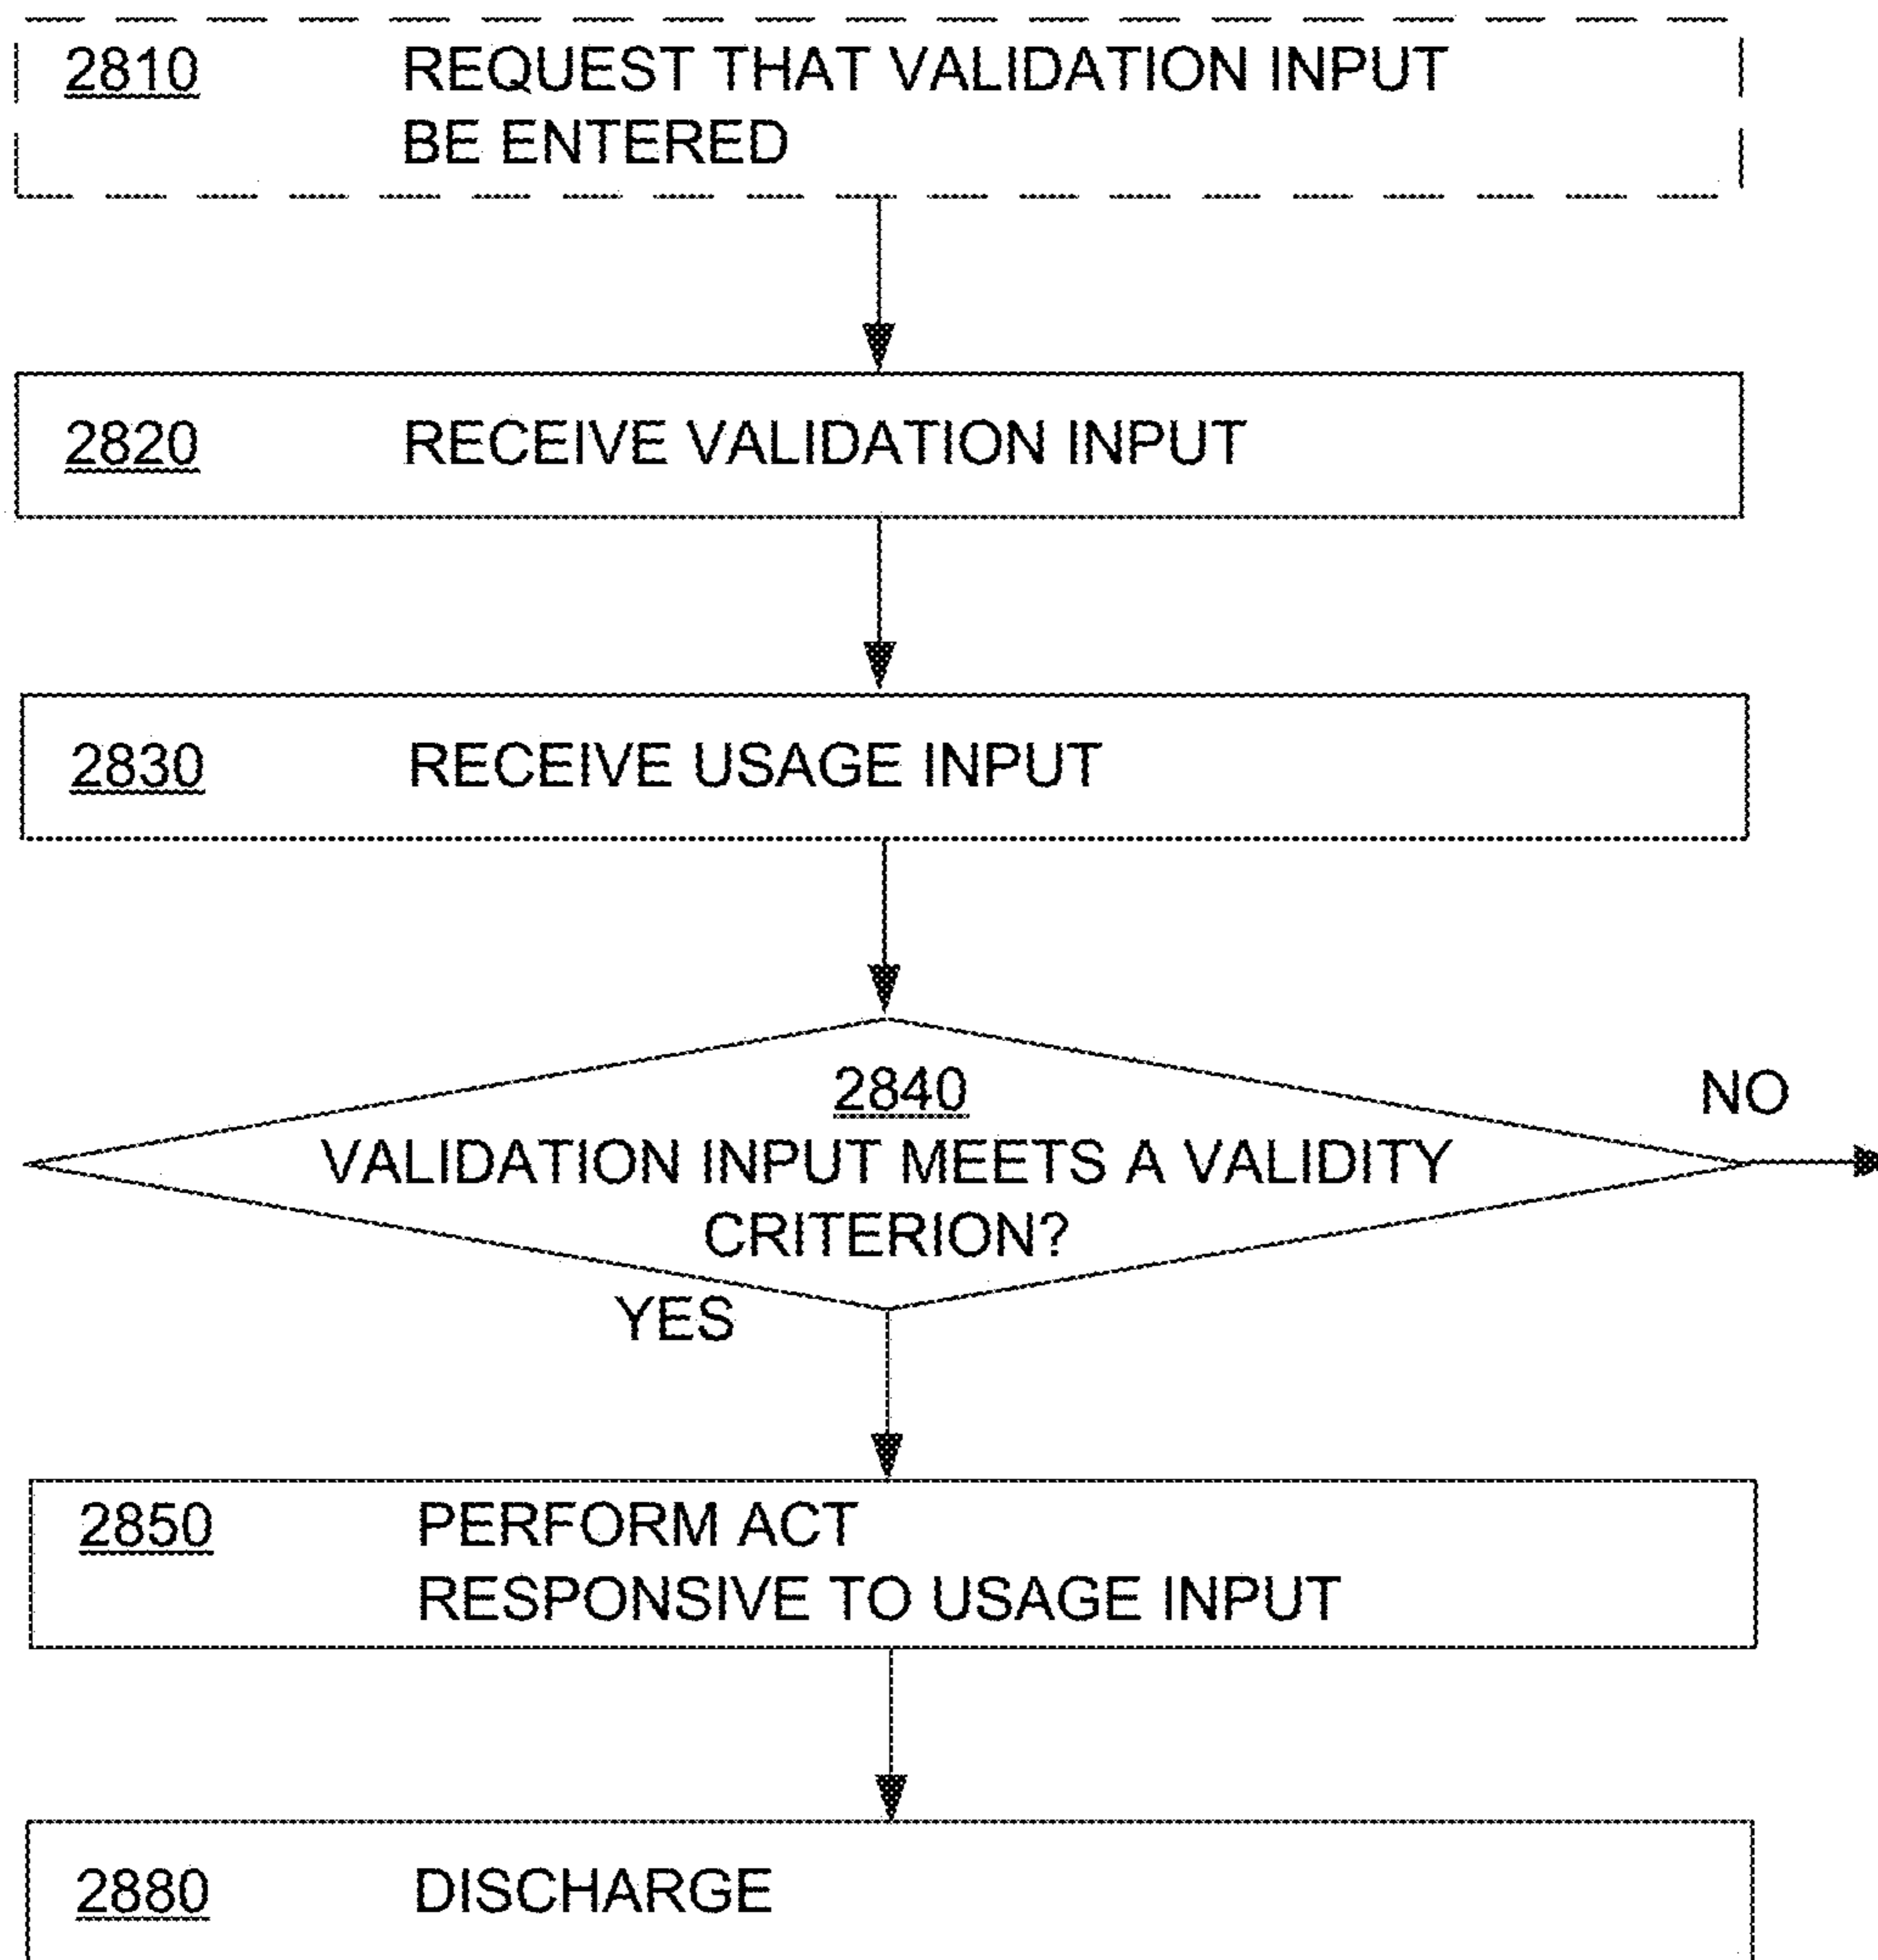 2810 REQUEST THAT VALIDATION INPUT
BE ENTERED
2820 RECEIVE VALIDATION INPUT
2830 RECEIVE USAGE INPUT
2840
NO
VALIDATION INPUT MEETS A VALIDITY
CRITERION?
YES
2850 PERFORM ACT
RESPONSIVE TO USAGE INPUT
2880 DISCHARGE